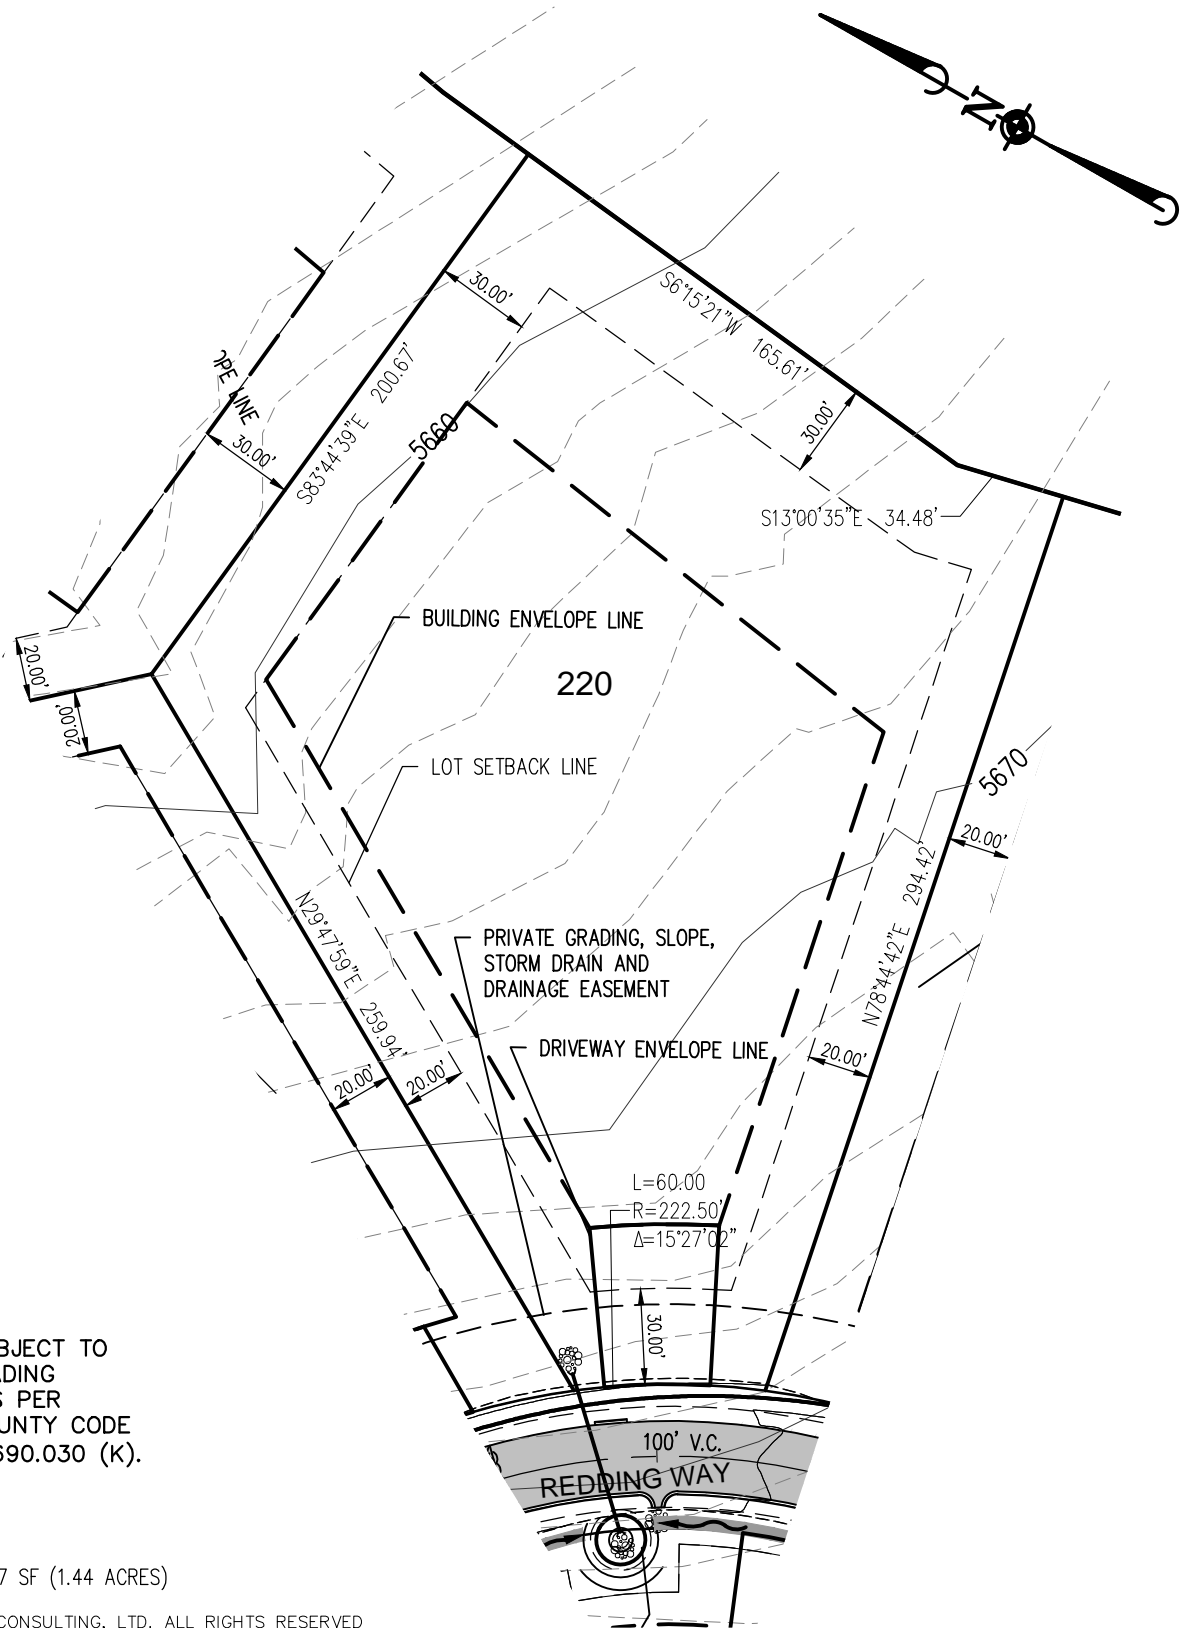 N
S6°15'21"W 165.61'
30.00'
30.00'
S83°44'39"E 200.67'
5660
OPE LINE
30.00'
S13°00'35"E 34.48'
BUILDING ENVELOPE LINE
220
20.00'
20.00'
LOT SETBACK LINE
5670
20.00'
N78°44'42"E 294.42'
N29°47'59"E 259.94'
PRIVATE GRADING, SLOPE,
STORM DRAIN AND
DRAINAGE EASEMENT
DRIVEWAY ENVELOPE LINE
20.00'
20.00'
20.00'
L=60.00
R=222.50'
Δ=15°27'02"
30.00'
BJECT TO
ADING
S PER
UNTY CODE
690.030 (K).
100' V.C.
REDDING WAY
7 SF (1.44 ACRES)
CONSULTING, LTD. ALL RIGHTS RESERVED